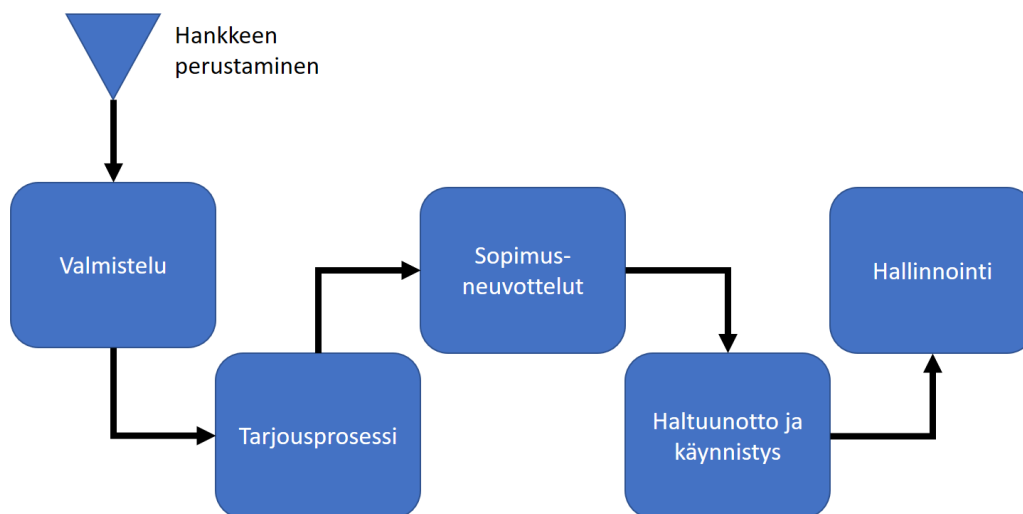 Hankkeen
perustaminen
Valmistelu
Tarjousprosessi
Sopimus-
neuvottelut
Haltuunotto ja
käynnistys
Hallinnointi